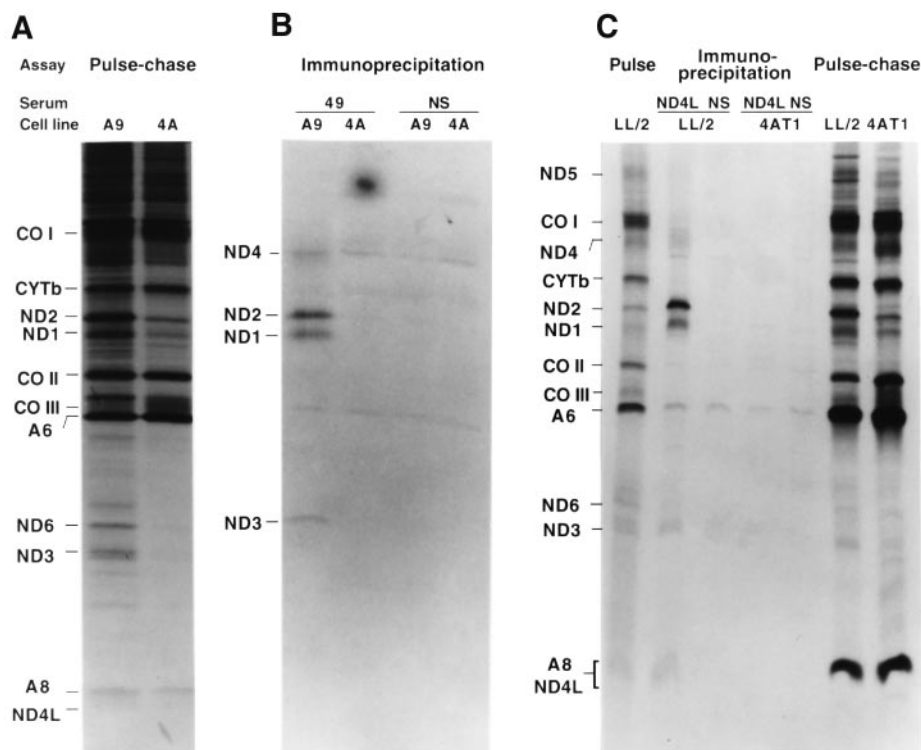 A
Assay Pulse-chase
Serum
Cell line A9 4A
CO I
CYTb
ND2
ND1
CO II
CO III
A6
ND6
ND3
A8
ND4L
B
Immunoprecipitation
49 NS
A9 4A A9 4A
ND4
ND2
ND1
ND3
C
Pulse Immuno-precipitation Pulse-chase
ND4L NS ND4L NS
LL/2 LL/2 4AT1 LL/2 4AT1
ND5
CO I
ND4
CYTb
ND2
ND1
CO II
CO III
A6
ND6
ND3
A8
ND4L